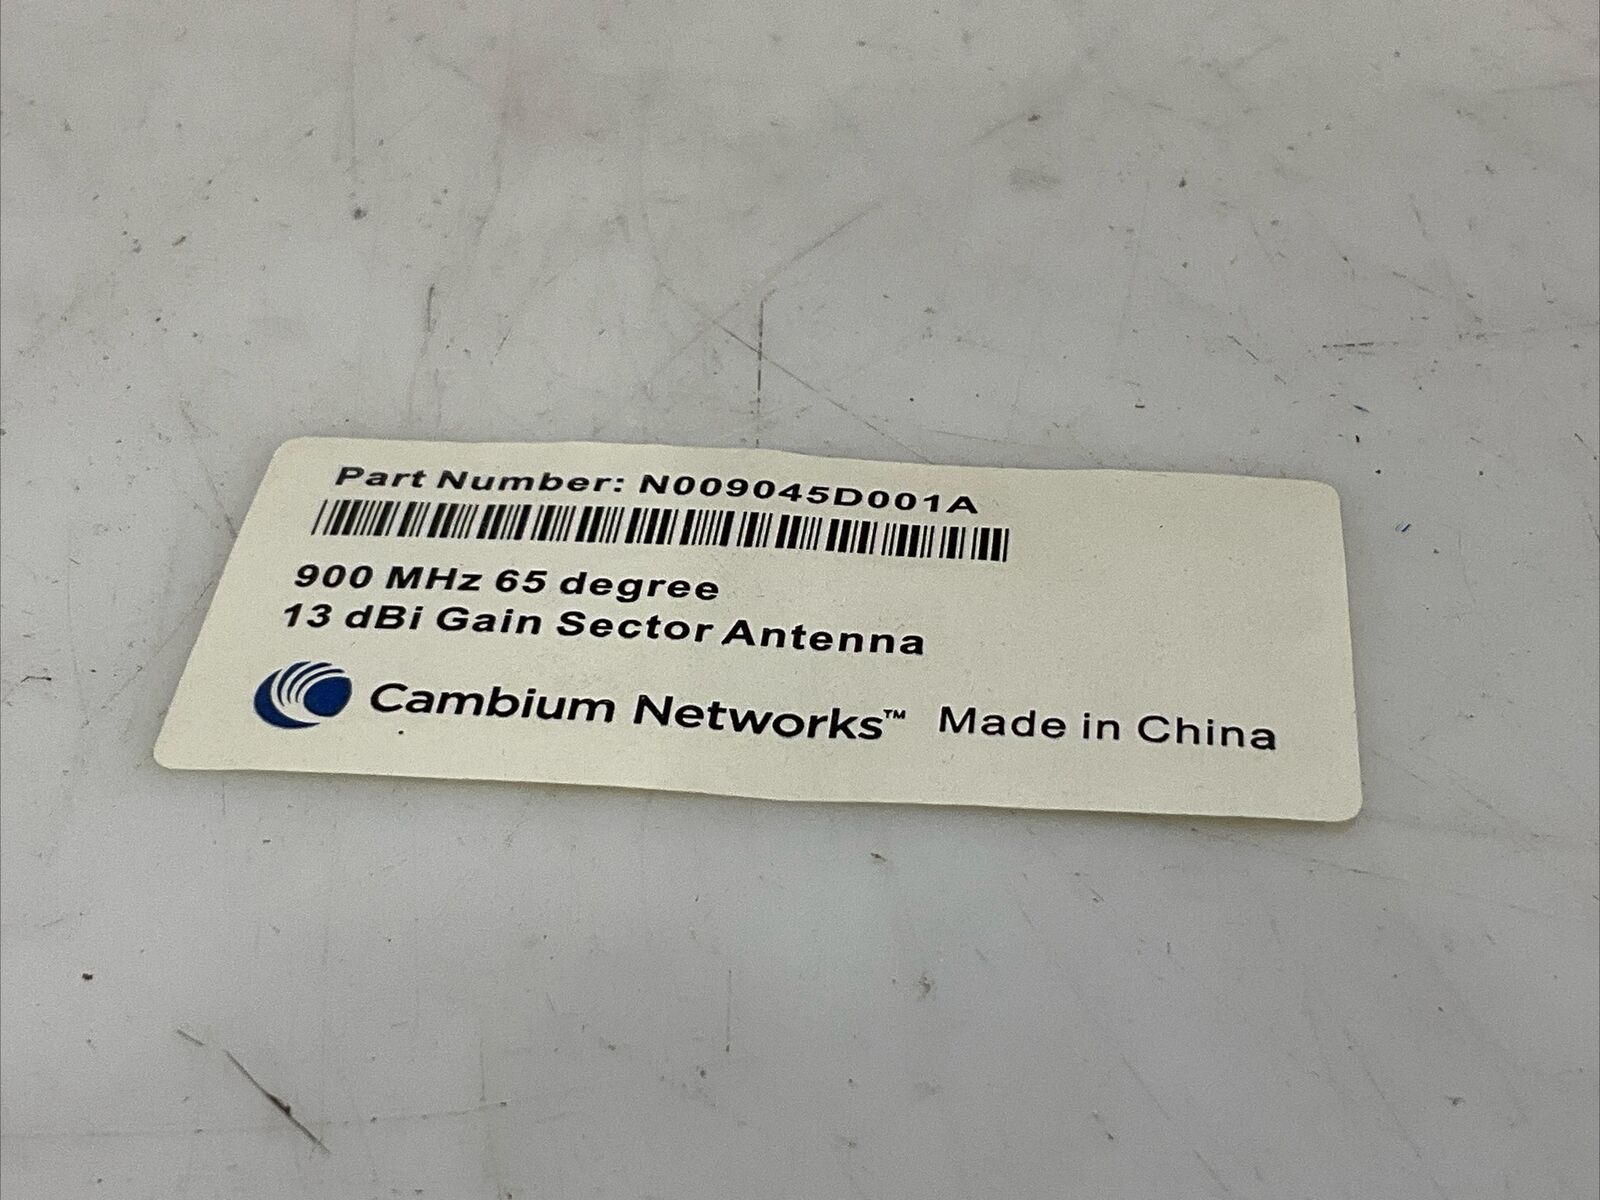 Part Number: N009045D001A
900 MHz 65 degree
13 dBi Gain Sector Antenna
Cambium Networks™ Made in China